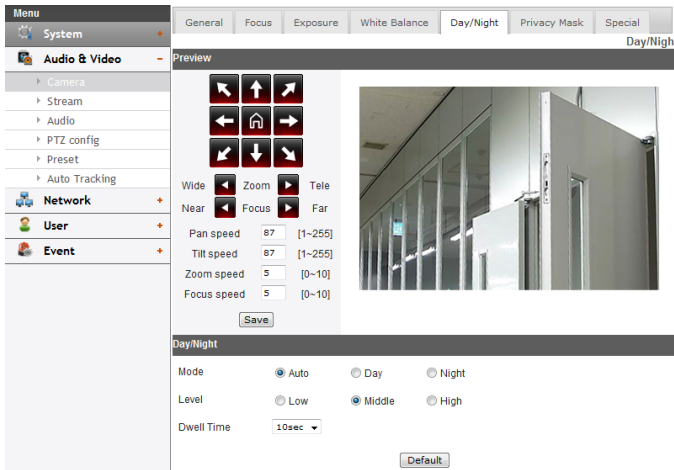 Menu
System +
Audio & Video -
Camera
Stream
Audio
PTZ config
Preset
Auto Tracking
Network +
User +
Event +
General Focus Exposure White Balance Day/Night Privacy Mask Special
Day/Nigh
Preview
Wide Zoom Tele
Near Focus Far
Pan speed 87 [1~255]
Tilt speed 87 [1~255]
Zoom speed 5 [0~10]
Focus speed 5 [0~10]
Save
Day/Night
Mode Auto Day Night
Level Low Middle High
Dwell Time 10sec
Default